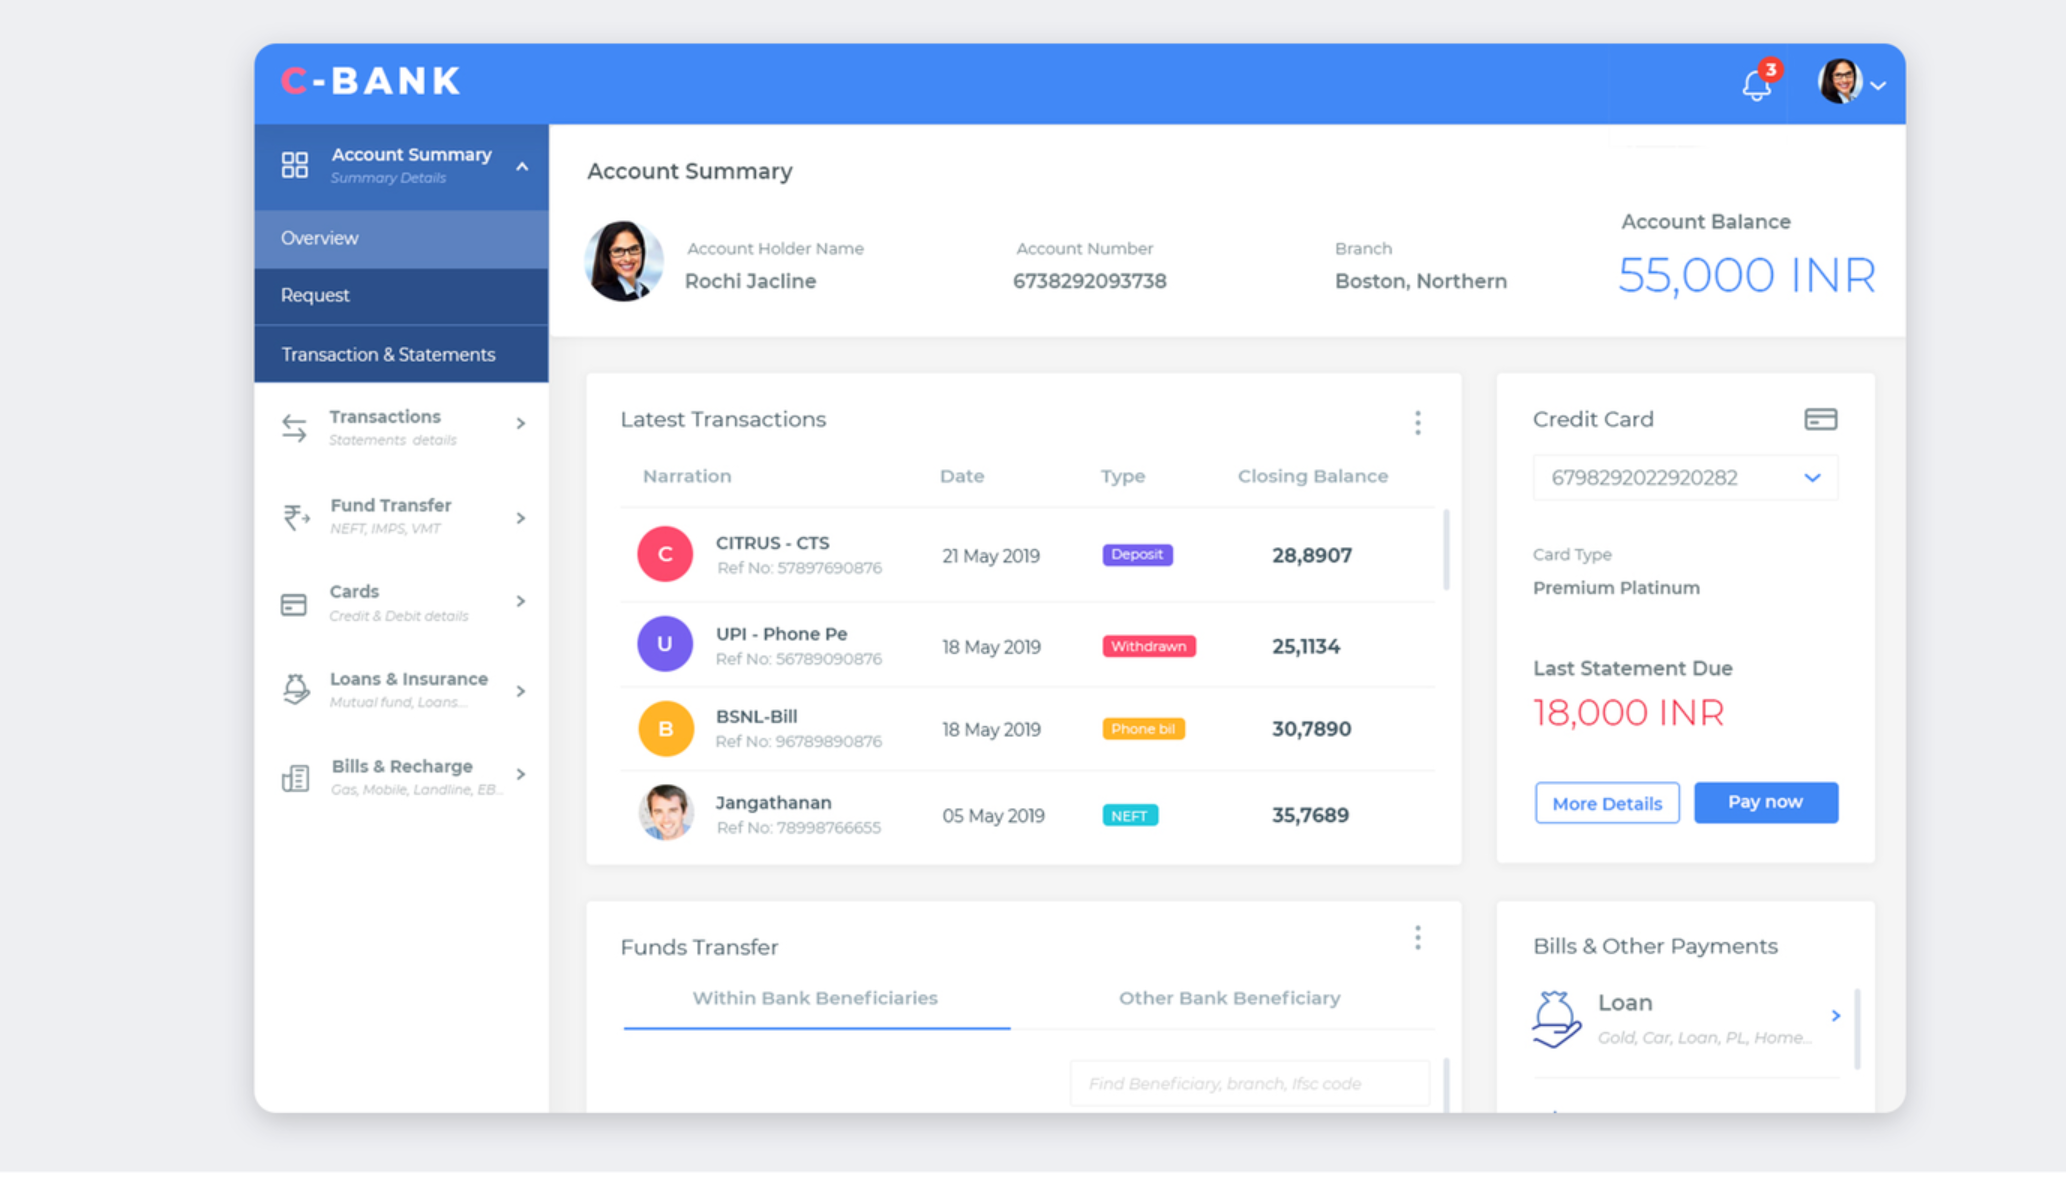 C-BANK
3
Account Summary
Summary Details
Overview
Request
Transaction & Statements
Transactions
Statements details
Fund Transfer
NEFT, IMPS, VMT
Cards
Credit & Debit details
Loans & Insurance
Mutual fund, Loans...
Bills & Recharge
Gas, Mobile, Landline, EB...
Account Summary
Account Holder Name
Rochi Jacline
Account Number
6738292093738
Branch
Boston, Northern
Account Balance
55,000 INR
Latest Transactions
Narration Date Type Closing Balance
C CITRUS - CTS 21 May 2019 Deposit 28,8907
Ref No: 57897690876
U UPI - Phone Pe 18 May 2019 Withdrawn 25,1134
Ref No: 56789090876
B BSNL-Bill 18 May 2019 Phone bil 30,7890
Ref No: 96789890876
Jangathanan 05 May 2019 NEFT 35,7689
Ref No: 78998766655
Credit Card
6798292022920282
Card Type
Premium Platinum
Last Statement Due
18,000 INR
More Details Pay now
Funds Transfer
Within Bank Beneficiaries Other Bank Beneficiary
Find Beneficiary, branch, Ifsc code
Bills & Other Payments
Loan
Gold, Car, Loan, PL, Home...